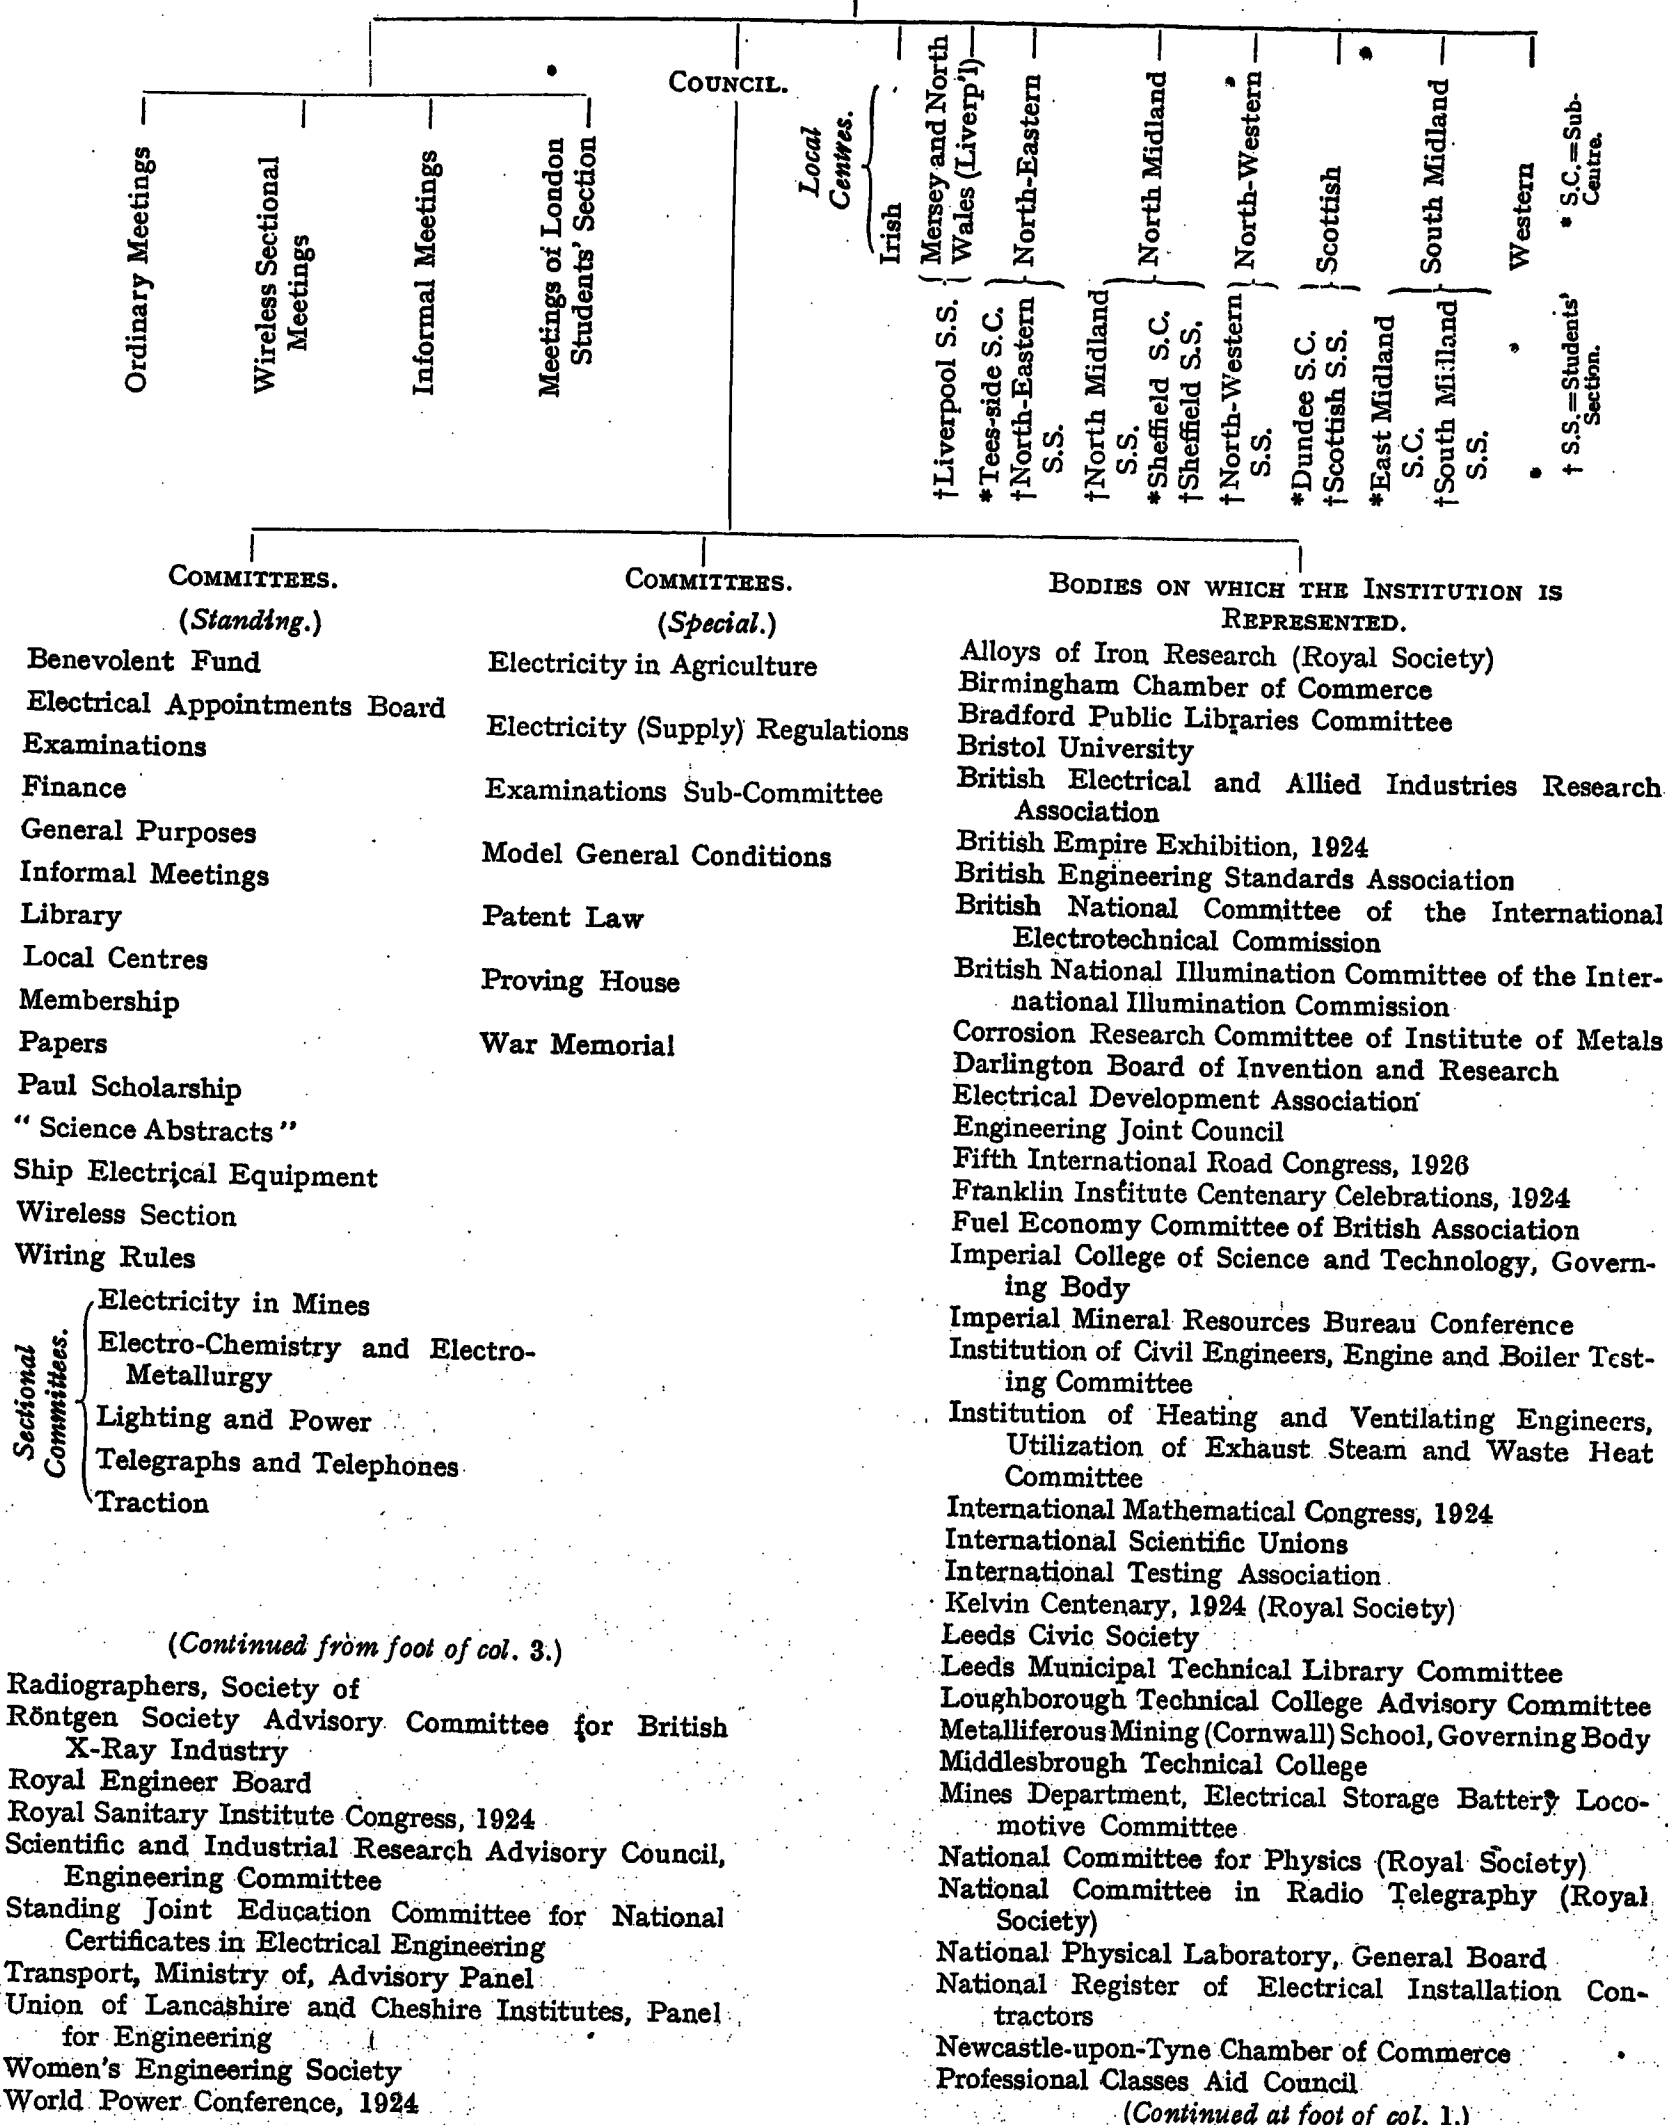 COUNCIL.
Ordinary Meetings
Wireless Sectional
Meetings
Informal Meetings
Meetings of London
Students' Section
Local
Centres.
Irish
Mersey and North
Wales (Liverp'l)
North-Eastern
North Midland
North-Western
Scottish
South Midland
Western
* S.C.=Sub-
Centre.
†Liverpool S.S.
*Tees-side S.C.
†North-Eastern
S.S.
†North Midland
S.S.
*Sheffield S.C.
†Sheffield S.S.
†North-Western
S.S.
*Dundee S.C.
†Scottish S.S.
*East Midland
S.C.
†South Midland
S.S.
† S.S.=Students'
Section.
COMMITTEES.
(Standing.)
Benevolent Fund
Electrical Appointments Board
Examinations
Finance
General Purposes
Informal Meetings
Library
Local Centres
Membership
Papers
Paul Scholarship
" Science Abstracts "
Ship Electrical Equipment
Wireless Section
Wiring Rules
Sectional
Committees.
Electricity in Mines
Electro-Chemistry and Electro-
Metallurgy
Lighting and Power
Telegraphs and Telephones
Traction
COMMITTEES.
(Special.)
Electricity in Agriculture
Electricity (Supply) Regulations
Examinations Sub-Committee
Model General Conditions
Patent Law
Proving House
War Memorial
BODIES ON WHICH THE INSTITUTION IS
REPRESENTED.
Alloys of Iron Research (Royal Society)
Birmingham Chamber of Commerce
Bradford Public Libraries Committee
Bristol University
British Electrical and Allied Industries Research
Association
British Empire Exhibition, 1924
British Engineering Standards Association
British National Committee of the International
Electrotechnical Commission
British National Illumination Committee of the Inter-
national Illumination Commission
Corrosion Research Committee of Institute of Metals
Darlington Board of Invention and Research
Electrical Development Association
Engineering Joint Council
Fifth International Road Congress, 1926
Franklin Institute Centenary Celebrations, 1924
Fuel Economy Committee of British Association
Imperial College of Science and Technology, Govern-
ing Body
Imperial Mineral Resources Bureau Conference
Institution of Civil Engineers, Engine and Boiler Test-
ing Committee
Institution of Heating and Ventilating Engineers,
Utilization of Exhaust Steam and Waste Heat
Committee
International Mathematical Congress, 1924
International Scientific Unions
International Testing Association
Kelvin Centenary, 1924 (Royal Society)
Leeds Civic Society
Leeds Municipal Technical Library Committee
Loughborough Technical College Advisory Committee
Metalliferous Mining (Cornwall) School, Governing Body
Middlesbrough Technical College
Mines Department, Electrical Storage Battery Loco-
motive Committee
National Committee for Physics (Royal Society)
National Committee in Radio Telegraphy (Royal
Society)
National Physical Laboratory, General Board
National Register of Electrical Installation Con-
tractors
Newcastle-upon-Tyne Chamber of Commerce
Professional Classes Aid Council
(Continued at foot of col. 1.)
(Continued from foot of col. 3.)
Radiographers, Society of
Röntgen Society Advisory Committee for British
X-Ray Industry
Royal Engineer Board
Royal Sanitary Institute Congress, 1924
Scientific and Industrial Research Advisory Council,
Engineering Committee
Standing Joint Education Committee for National
Certificates in Electrical Engineering
Transport, Ministry of, Advisory Panel
Union of Lancashire and Cheshire Institutes, Panel
for Engineering
Women's Engineering Society
World Power Conference, 1924